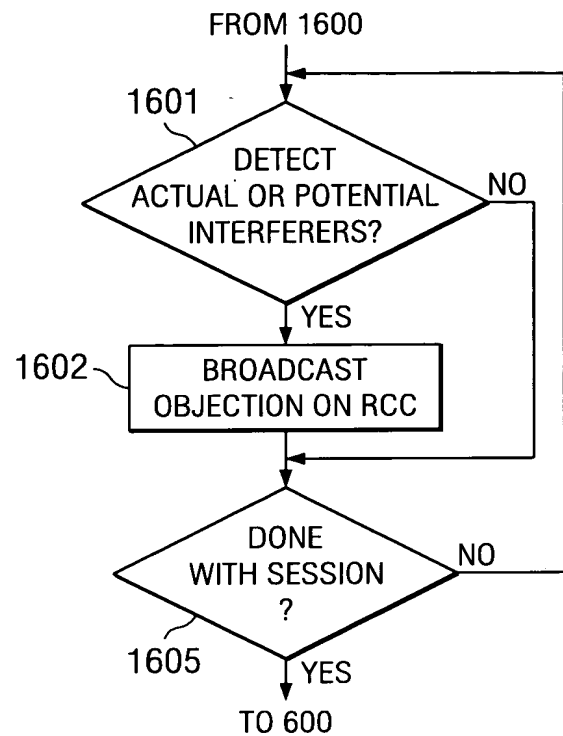 FROM 1600
1601
DETECT
ACTUAL OR POTENTIAL
INTERFERERS?
NO
YES
1602
BROADCAST
OBJECTION ON RCC
DONE
WITH SESSION
?
NO
1605
YES
TO 600